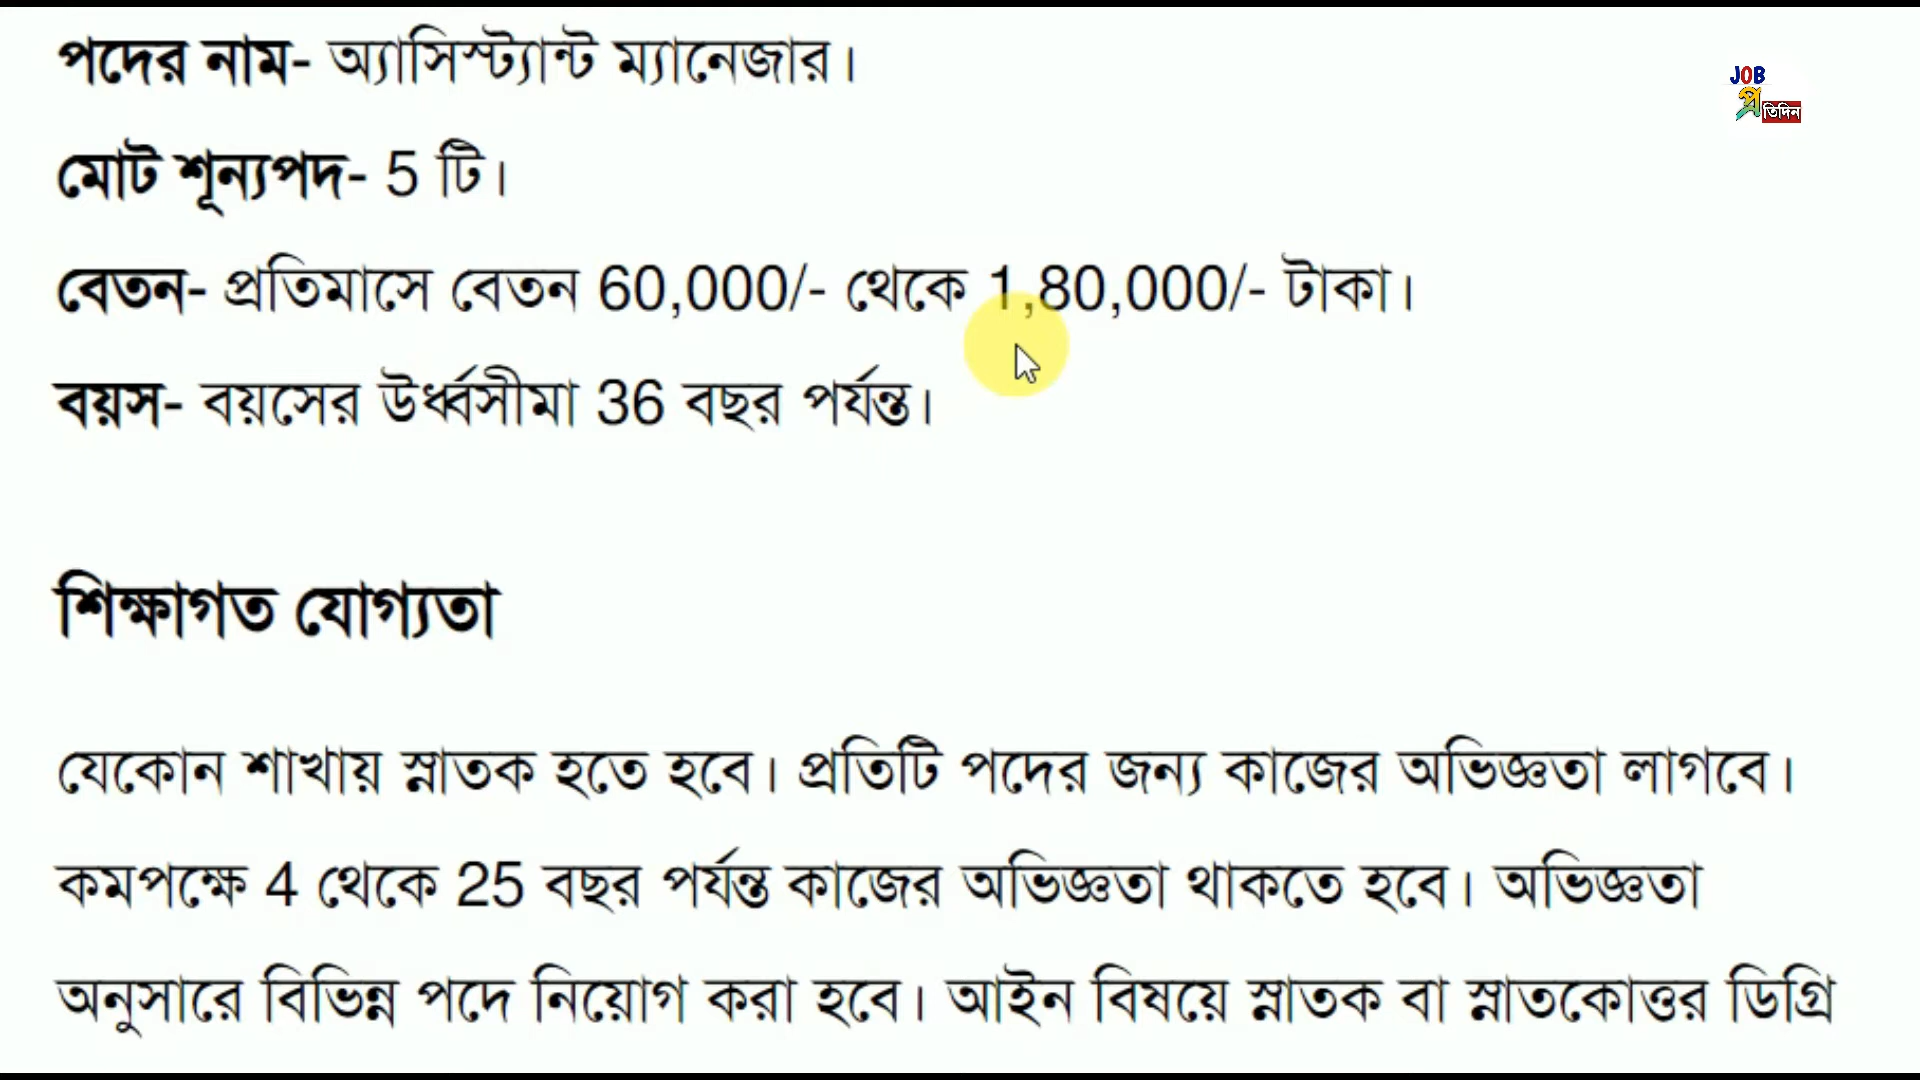 পদের নাম- অ্যাসিস্ট্যান্ট ম্যানেজার।
JOB
প্রতিদিন
মোট শূন্যপদ- 5 টি।
বেতন- প্রতিমাসে বেতন 60,000/- থেকে 1,80,000/- টাকা।
বয়স- বয়সের উর্ধ্বসীমা 36 বছর পর্যন্ত।
শিক্ষাগত যোগ্যতা
যেকোন শাখায় স্নাতক হতে হবে। প্রতিটি পদের জন্য কাজের অভিজ্ঞতা লাগবে।
কমপক্ষে 4 থেকে 25 বছর পর্যন্ত কাজের অভিজ্ঞতা থাকতে হবে। অভিজ্ঞতা
অনুসারে বিভিন্ন পদে নিয়োগ করা হবে। আইন বিষয়ে স্নাতক বা স্নাতকোত্তর ডিগ্রি